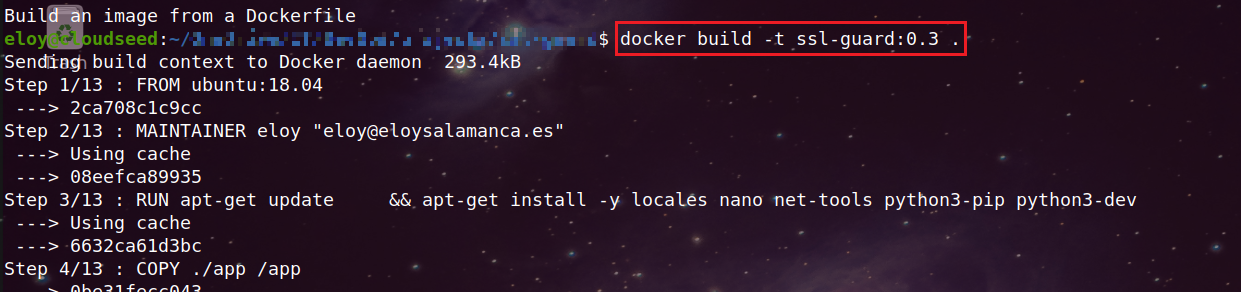 Build an image from a Dockerfile
eloy@cloudseed:~/ $ docker build -t ssl-guard:0.3 .
Sending build context to Docker daemon  293.4kB
Trash
Step 1/13 : FROM ubuntu:18.04
 ---> 2ca708c1c9cc
Step 2/13 : MAINTAINER eloy "eloy@eloysalamanca.es"
 ---> Using cache
 ---> 08eefca89935
Step 3/13 : RUN apt-get update     && apt-get install -y locales nano net-tools python3-pip python3-dev
 ---> Using cache
 ---> 6632ca61d3bc
Step 4/13 : COPY ./app /app